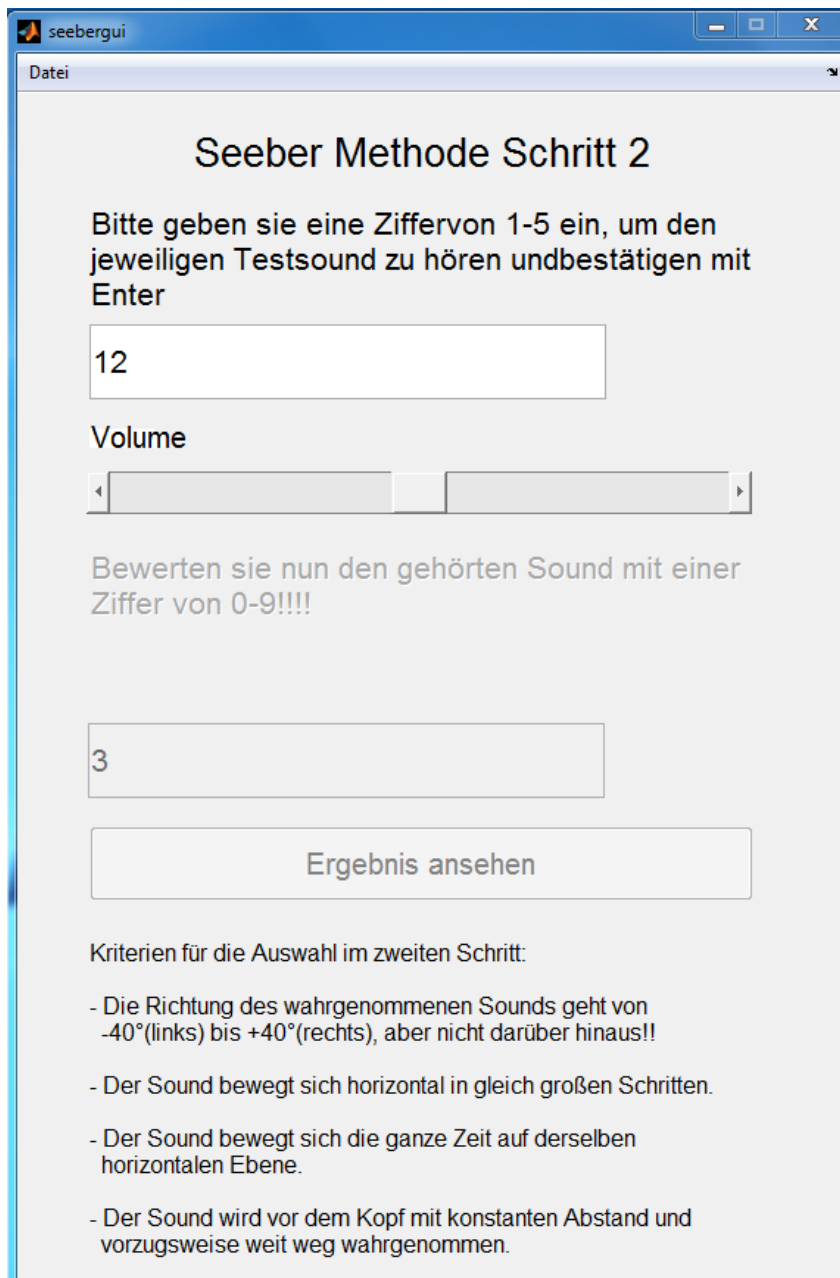 seebergui
Datei
Seeber Methode Schritt 2
Bitte geben sie eine Ziffervon 1-5 ein, um den
jeweiligen Testsound zu hören undbestätigen mit
Enter
12
Volume
Bewerten sie nun den gehörten Sound mit einer
Ziffer von 0-9!!!!
3
Ergebnis ansehen
Kriterien für die Auswahl im zweiten Schritt:
- Die Richtung des wahrgenommenen Sounds geht von
-40°(links) bis +40°(rechts), aber nicht darüber hinaus!!
- Der Sound bewegt sich horizontal in gleich großen Schritten.
- Der Sound bewegt sich die ganze Zeit auf derselben
horizontalen Ebene.
- Der Sound wird vor dem Kopf mit konstanten Abstand und
vorzugsweise weit weg wahrgenommen.